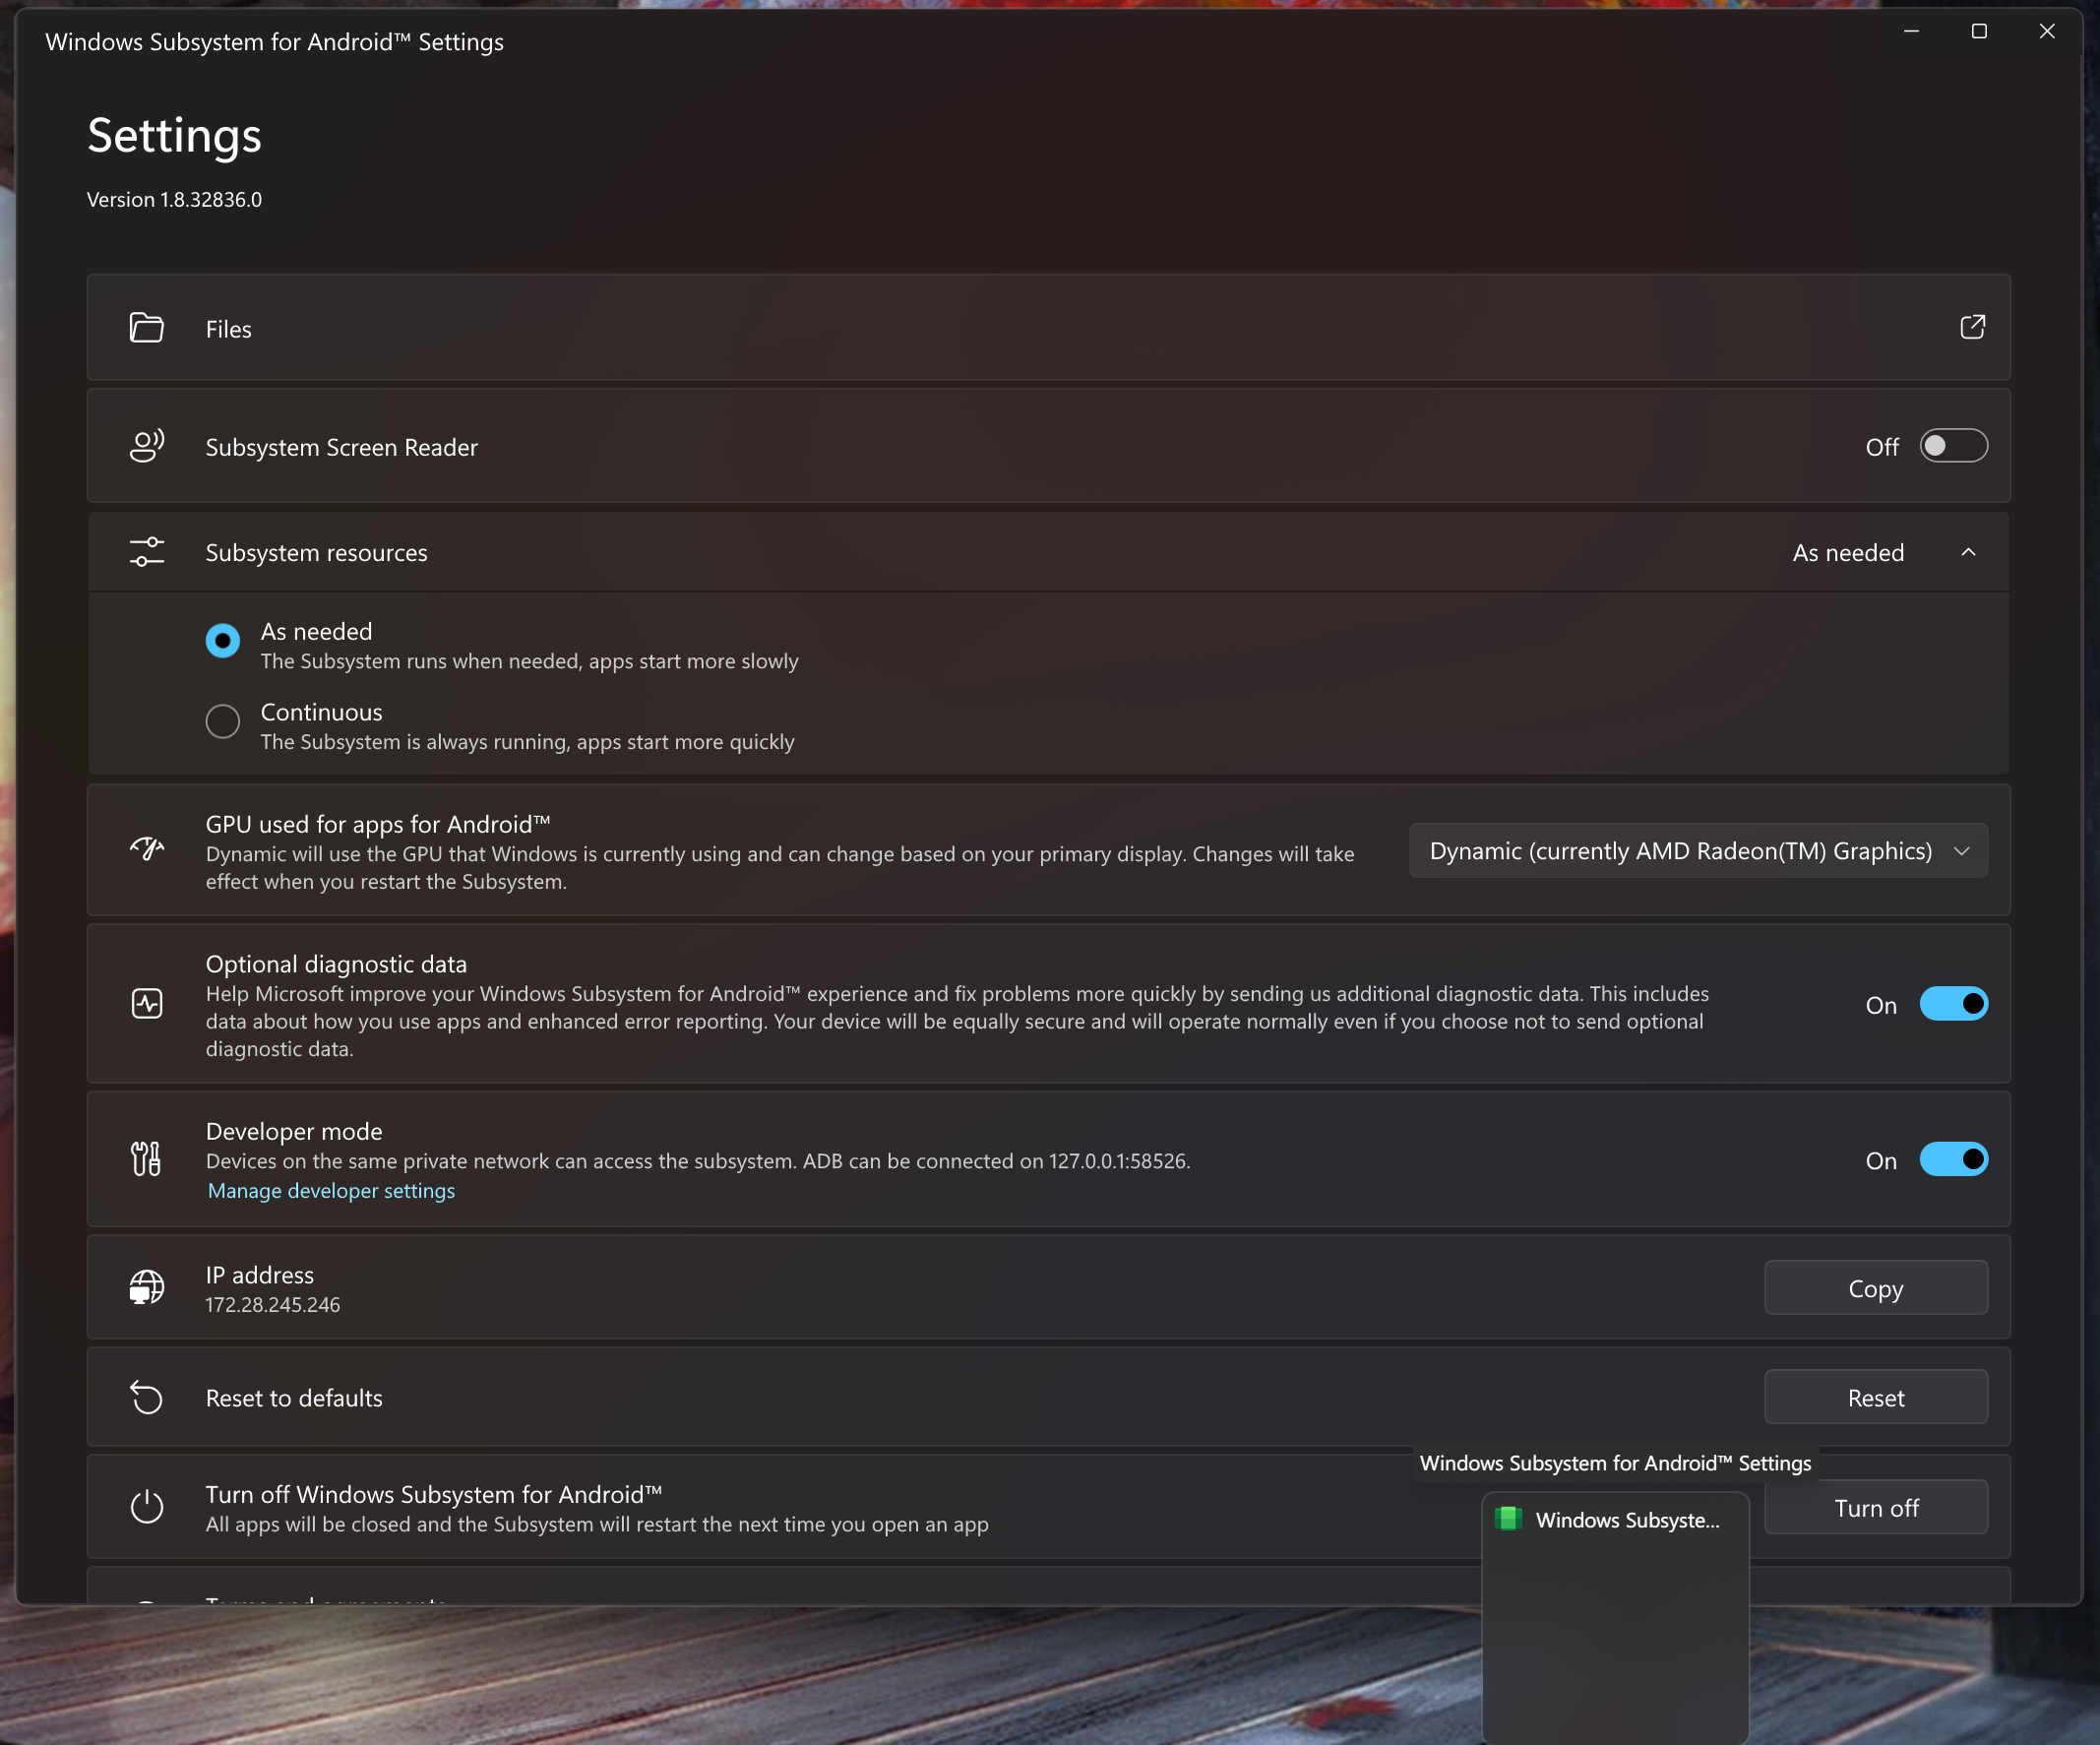 Windows Subsystem for Android™ Settings
Settings
Version 1.8.32836.0
Files
Subsystem Screen Reader
Off
Subsystem resources
As needed
As needed
The Subsystem runs when needed, apps start more slowly
Continuous
The Subsystem is always running, apps start more quickly
GPU used for apps for Android™
Dynamic will use the GPU that Windows is currently using and can change based on your primary display. Changes will take
effect when you restart the Subsystem.
Dynamic (currently AMD Radeon(TM) Graphics)
Optional diagnostic data
Help Microsoft improve your Windows Subsystem for Android™ experience and fix problems more quickly by sending us additional diagnostic data. This includes
data about how you use apps and enhanced error reporting. Your device will be equally secure and will operate normally even if you choose not to send optional
diagnostic data.
On
Developer mode
Devices on the same private network can access the subsystem. ADB can be connected on 127.0.0.1:58526.
Manage developer settings
On
IP address
172.28.245.246
Copy
Reset to defaults
Reset
Windows Subsystem for Android™ Settings
Turn off Windows Subsystem for Android™
All apps will be closed and the Subsystem will restart the next time you open an app
Turn off
Windows Subsyste...